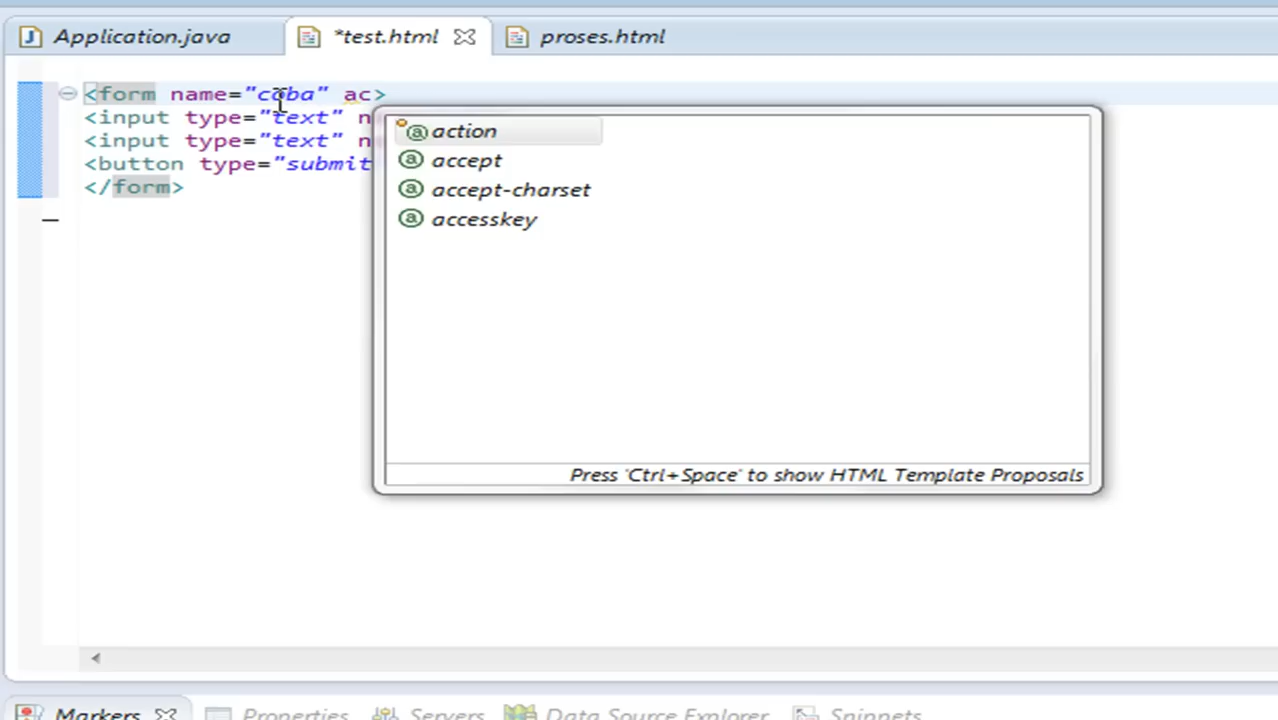 Application.java *test.html proses.html
<form name="coba" ac>
<input type="text" n
<input type="text" n
<button type="submit
</form>
action
accept
accept-charset
accesskey
Press 'Ctrl+Space' to show HTML Template Proposals
Markers Properties Servers Data Source Explorer Snippets